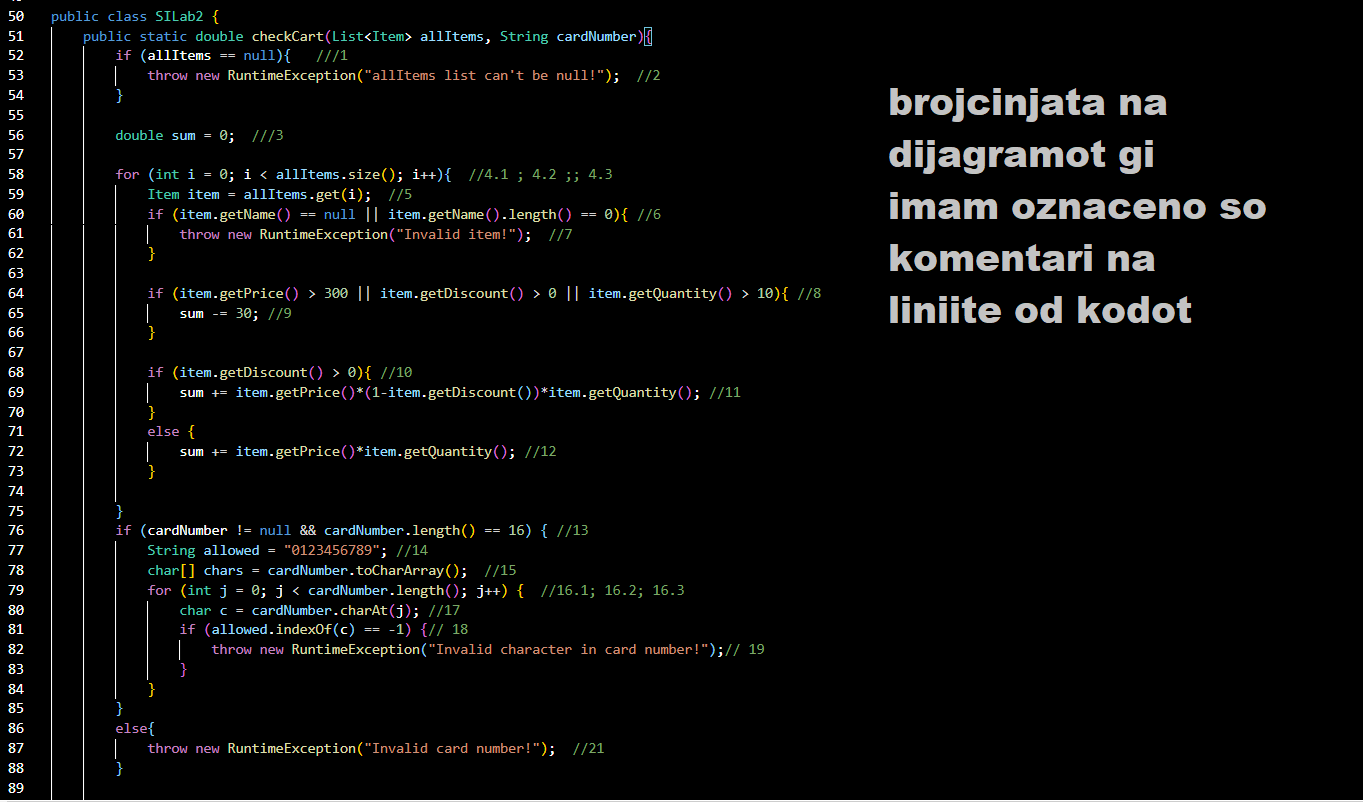 50 public class SILab2 {
51 public static double checkCart(List<Item> allItems, String cardNumber){
52 if (allItems == null){ ///1
53 throw new RuntimeException("allItems list can't be null!"); //2
54 }
55
56 double sum = 0; ///3
57
58 for (int i = 0; i < allItems.size(); i++){ //4.1 ; 4.2 ;; 4.3
59 Item item = allItems.get(i); //5
60 if (item.getName() == null || item.getName().length() == 0){ //6
61 throw new RuntimeException("Invalid item!"); //7
62 }
63
64 if (item.getPrice() > 300 || item.getDiscount() > 0 || item.getQuantity() > 10){ //8
65 sum -= 30; //9
66 }
67
68 if (item.getDiscount() > 0){ //10
69 sum += item.getPrice()*(1-item.getDiscount())*item.getQuantity(); //11
70 }
71 else {
72 sum += item.getPrice()*item.getQuantity(); //12
73 }
74
75 }
76 if (cardNumber != null && cardNumber.length() == 16) { //13
77 String allowed = "0123456789"; //14
78 char[] chars = cardNumber.toCharArray(); //15
79 for (int j = 0; j < cardNumber.length(); j++) { //16.1; 16.2; 16.3
80 char c = cardNumber.charAt(j); //17
81 if (allowed.indexOf(c) == -1) {// 18
82 throw new RuntimeException("Invalid character in card number!");// 19
83 }
84 }
85 }
86 else{
87 throw new RuntimeException("Invalid card number!"); //21
88 }
89
brojcinjata na
dijagramot gi
imam oznaceno so
komentari na
liniite od kodot